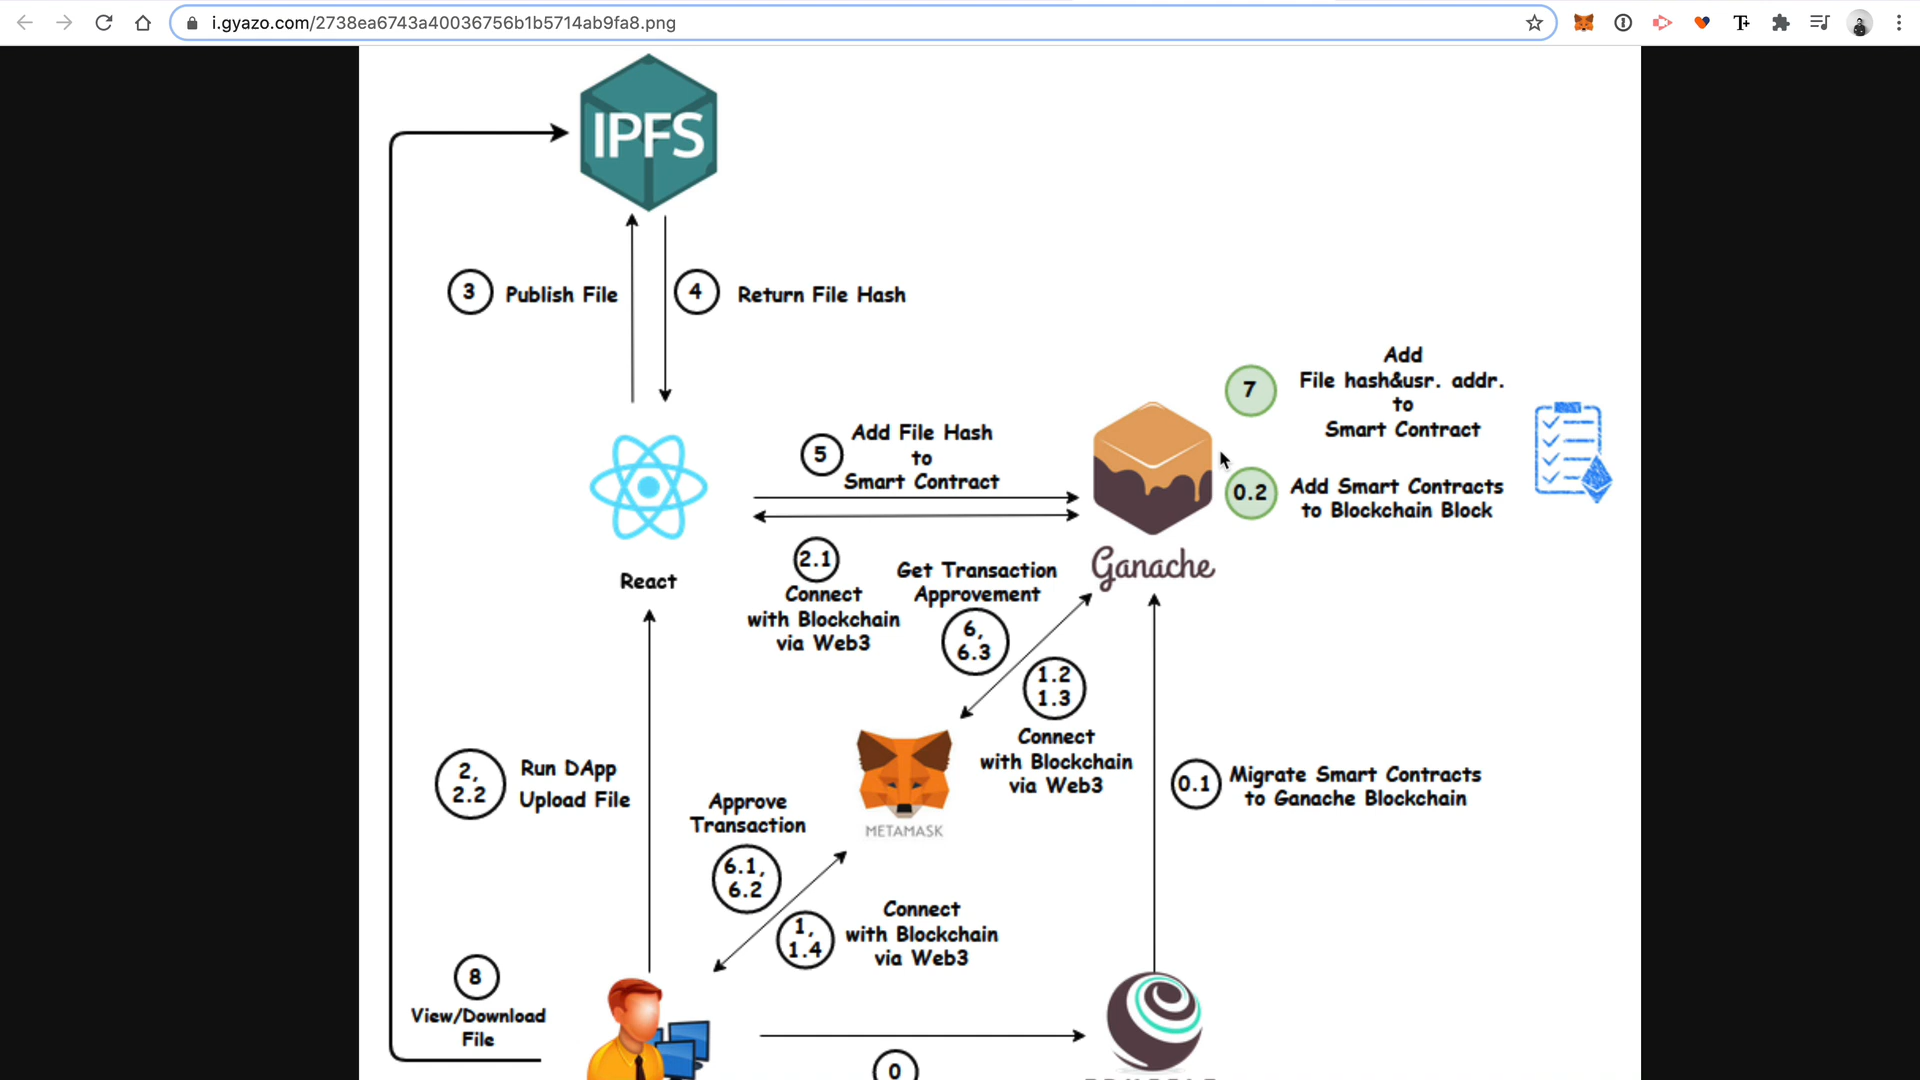 i.gyazo.com/2738ea6743a40036756b1b5714ab9fa8.png
IPFS
3 Publish File
4 Return File Hash
7
Add
File hash&usr. addr.
to
Smart Contract
5
Add File Hash
to
Smart Contract
0.2
Add Smart Contracts
to Blockchain Block
React
Ganache
2.1
Connect
with Blockchain
via Web3
Get Transaction
Approvement
6,
6.3
1.2
1.3
Connect
with Blockchain
via Web3
METAMASK
2,
2.2
Run DApp
Upload File
0.1
Migrate Smart Contracts
to Ganache Blockchain
Approve
Transaction
6.1,
6.2
1,
1.4
Connect
with Blockchain
via Web3
8
View/Download
File
0